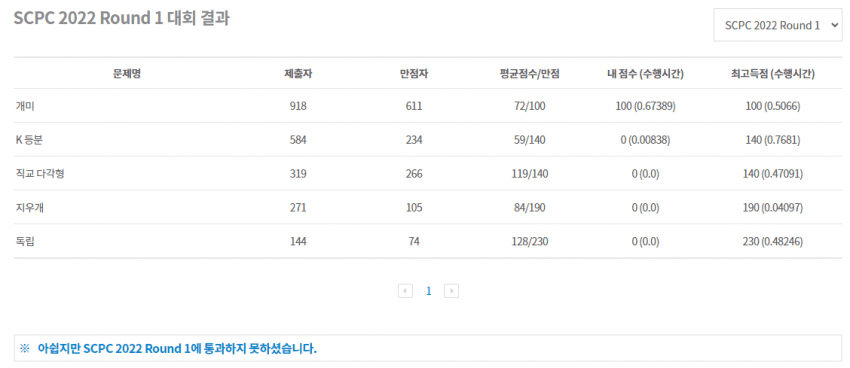 SCPC 2022 Round 1 대회 결과
SCPC 2022 Round 1
문제명 제출자 만점자 평균점수/만점 내 점수 (수행시간) 최고득점 (수행시간)
개미 918 611 72/100 100 (0.67389) 100 (0.5066)
K 등분 584 234 59/140 0 (0.00838) 140 (0.7681)
직교 다각형 319 266 119/140 0 (0.0) 140 (0.47091)
지우개 271 105 84/190 0 (0.0) 190 (0.04097)
독립 144 74 128/230 0 (0.0) 230 (0.48246)
‹ 1 ›
※ 아쉽지만 SCPC 2022 Round 1에 통과하지 못하셨습니다.